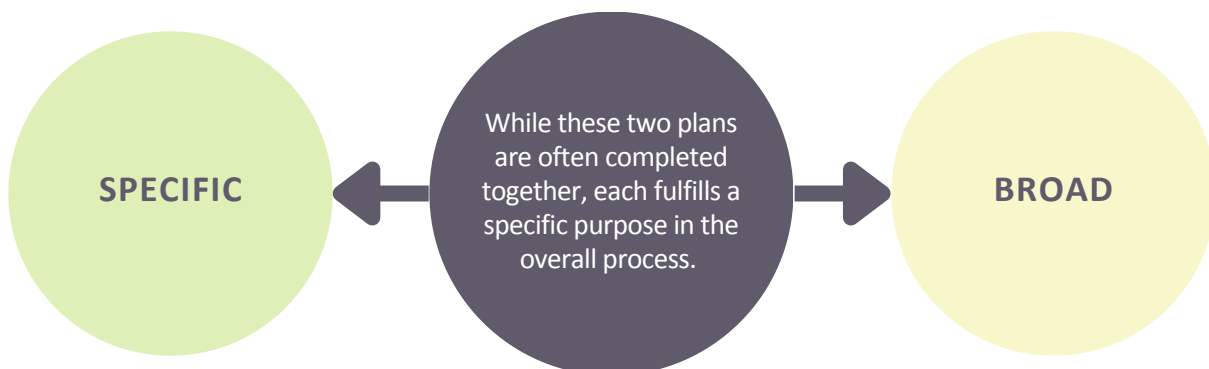 SPECIFIC
While these two plans
are often completed
together, each fulfills a
specific purpose in the
overall process.
BROAD